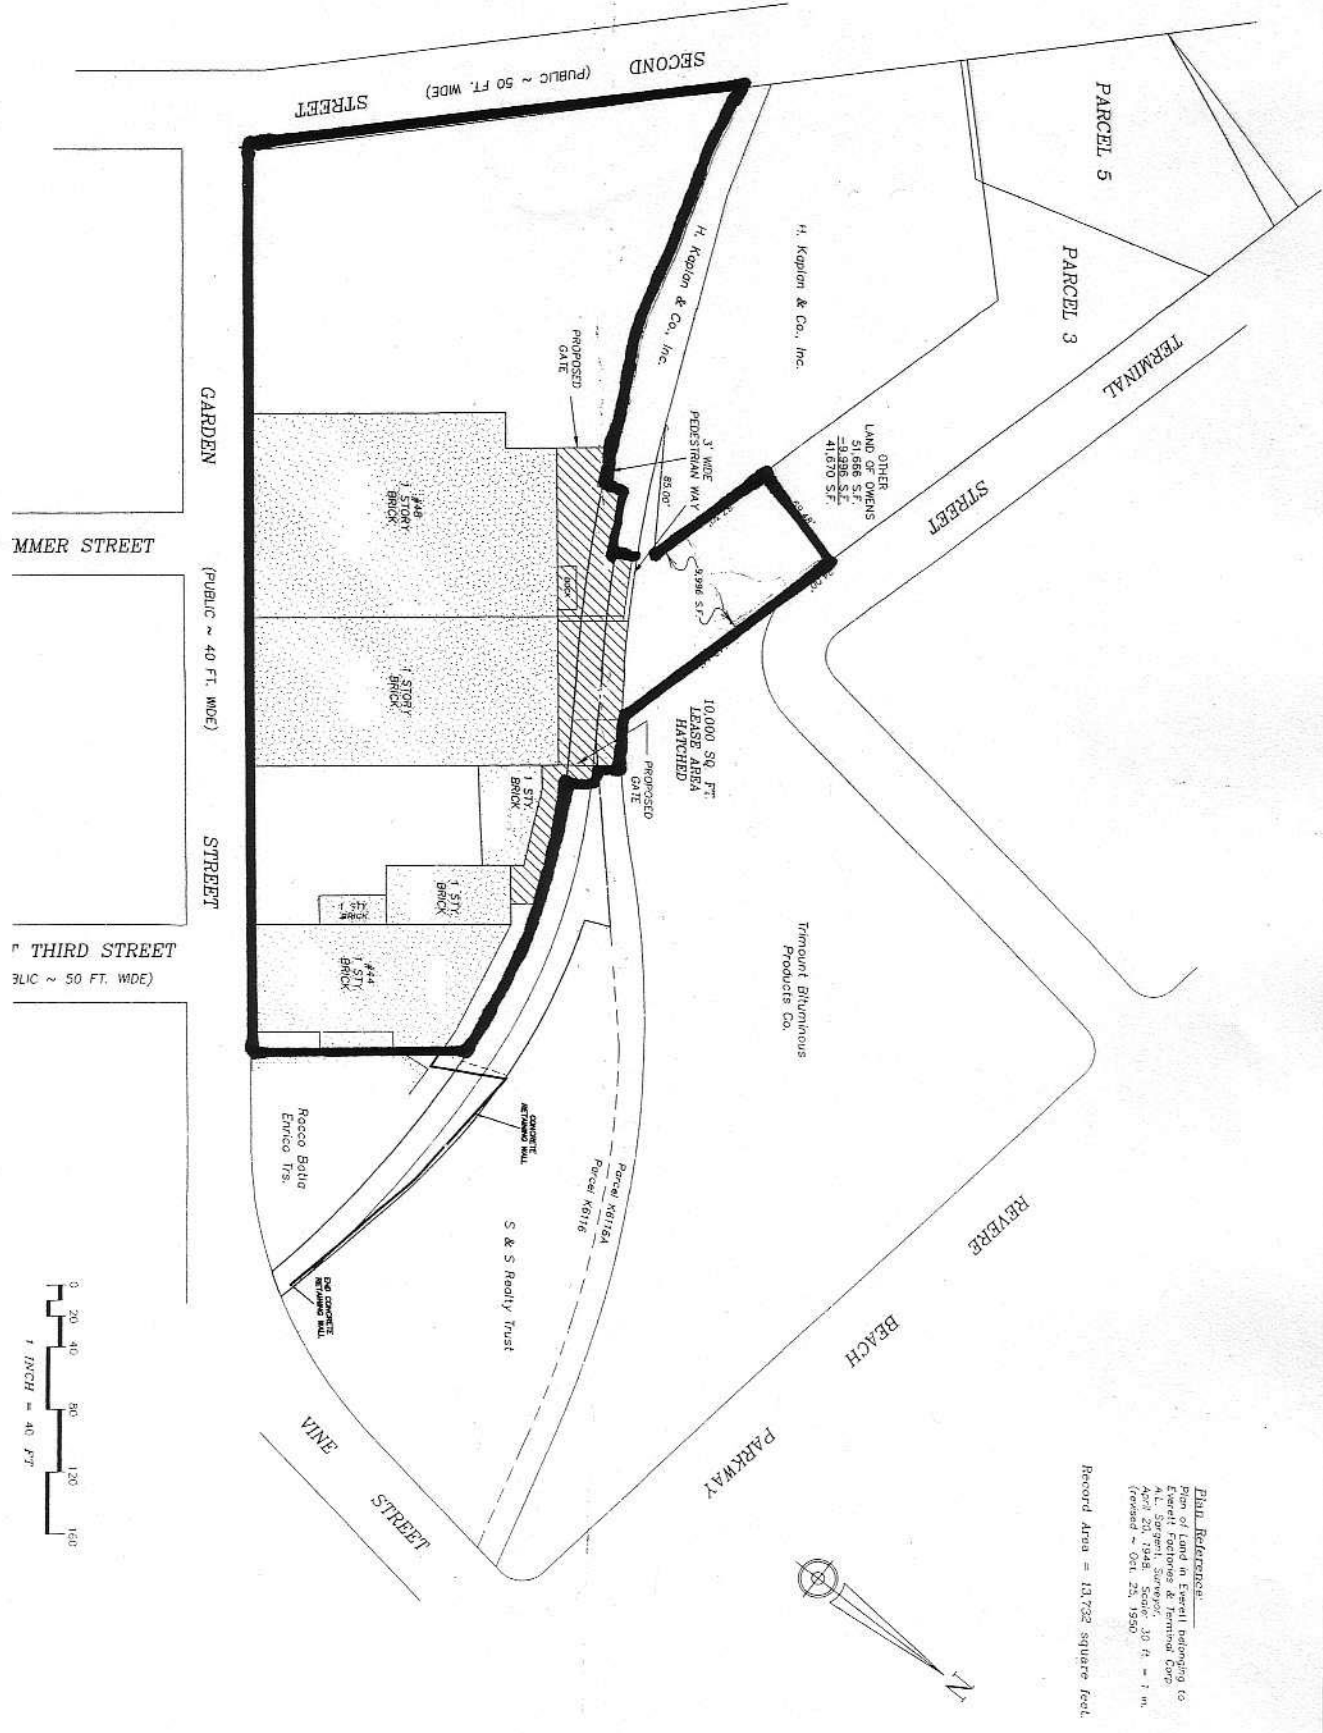 SECOND
(PUBLIC ~ 50 FT. WIDE)
STREET
PARCEL 5
PARCEL 3
H. Kaplan & Co., Inc.
H. Kaplan & Co., Inc.
TERMINAL
STREET
OTHER
LAND OF OWENS
51,666 S.F.
-9,996 S.F.
41,670 S.F.
PROPOSED
GATE
3' WIDE
PEDESTRIAN WAY
85.00'
69.48'
9,996 S.F.
GARDEN
(PUBLIC ~ 40 FT. WIDE)
STREET
MMER STREET
T THIRD STREET
BLIC ~ 50 FT. WIDE)
#48
1 STORY
BRICK
DOCK
1 STORY
BRICK
10,000 SQ. FT.
LEASE AREA
HATCHED
PROPOSED
GATE
1 STY.
BRICK
1 STY.
BRICK
1 STY.
BRICK
#44
1 STY.
BRICK
Trimount Bituminous
Products Co.
Rocco Batia
Enrico Trs.
CONCRETE
RETAINING WALL
Parcel K6116A
Parcel K6116
S & S Realty Trust
END CONCRETE
RETAINING WALL
REVERE
BEACH
PARKWAY
VINE
STREET
0 20 40 80 120 160
1 INCH = 40 FT
N
Plan Reference:
Plan of Land in Everett belonging to
Everett Factories & Terminal Corp
A.L. Sargent, Surveyor,
April 20, 1948. Scale: 30 ft. = 1 in.
(revised ~ Oct. 25, 1950
Record Area = 13,732 square feet.